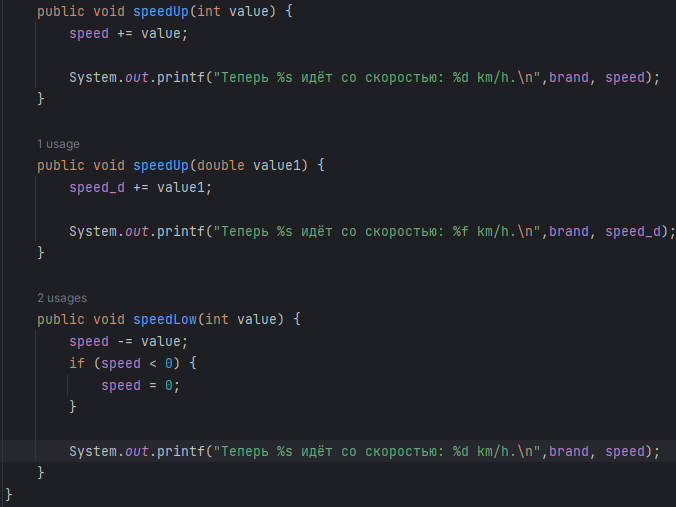 public void speedUp(int value) {
speed += value;
System.out.printf("Теперь %s идёт со скоростью: %d km/h.\n",brand, speed);
}
1 usage
public void speedUp(double value1) {
speed_d += value1;
System.out.printf("Теперь %s идёт со скоростью: %f km/h.\n",brand, speed_d);
}
2 usages
public void speedLow(int value) {
speed -= value;
if (speed < 0) {
speed = 0;
}
System.out.printf("Теперь %s идёт со скоростью: %d km/h.\n",brand, speed);
}
}